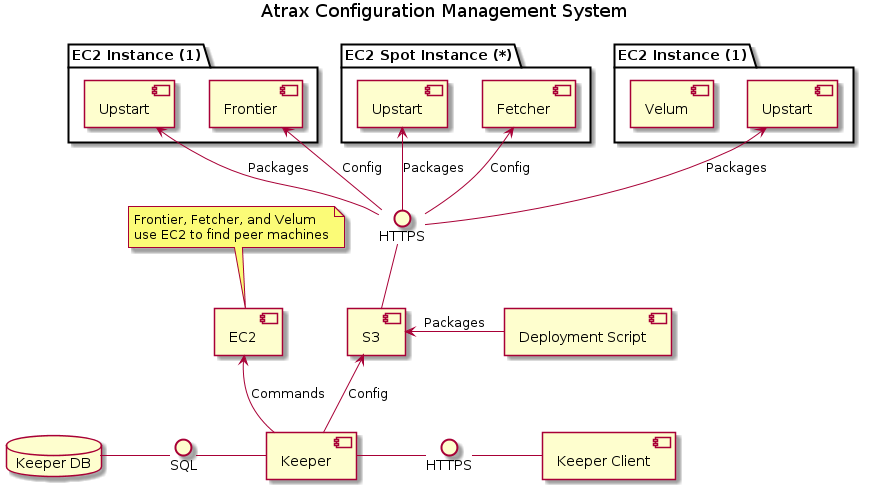 Atrax Configuration Management System
EC2 Instance (1)
EC2 Spot Instance (*)
EC2 Instance (1)
Upstart
Frontier
Upstart
Fetcher
Velum
Upstart
Packages
Config
Packages
Config
Packages
Frontier, Fetcher, and Velum
use EC2 to find peer machines
HTTPS
EC2
S3
Packages
Deployment Script
Commands
Config
Keeper DB
SQL
Keeper
HTTPS
Keeper Client